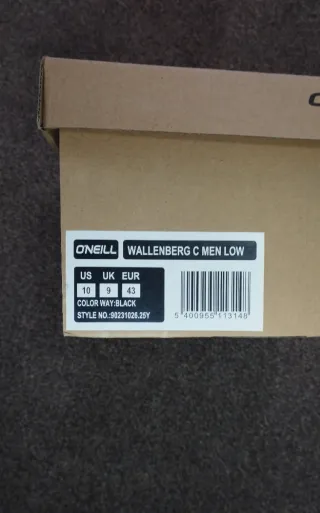 O'NEILL WALLENBERG C MEN LOW
US UK EUR
10 9 43
COLOR WAY:BLACK
STYLE NO.:90231026.25Y
5 400955 113148